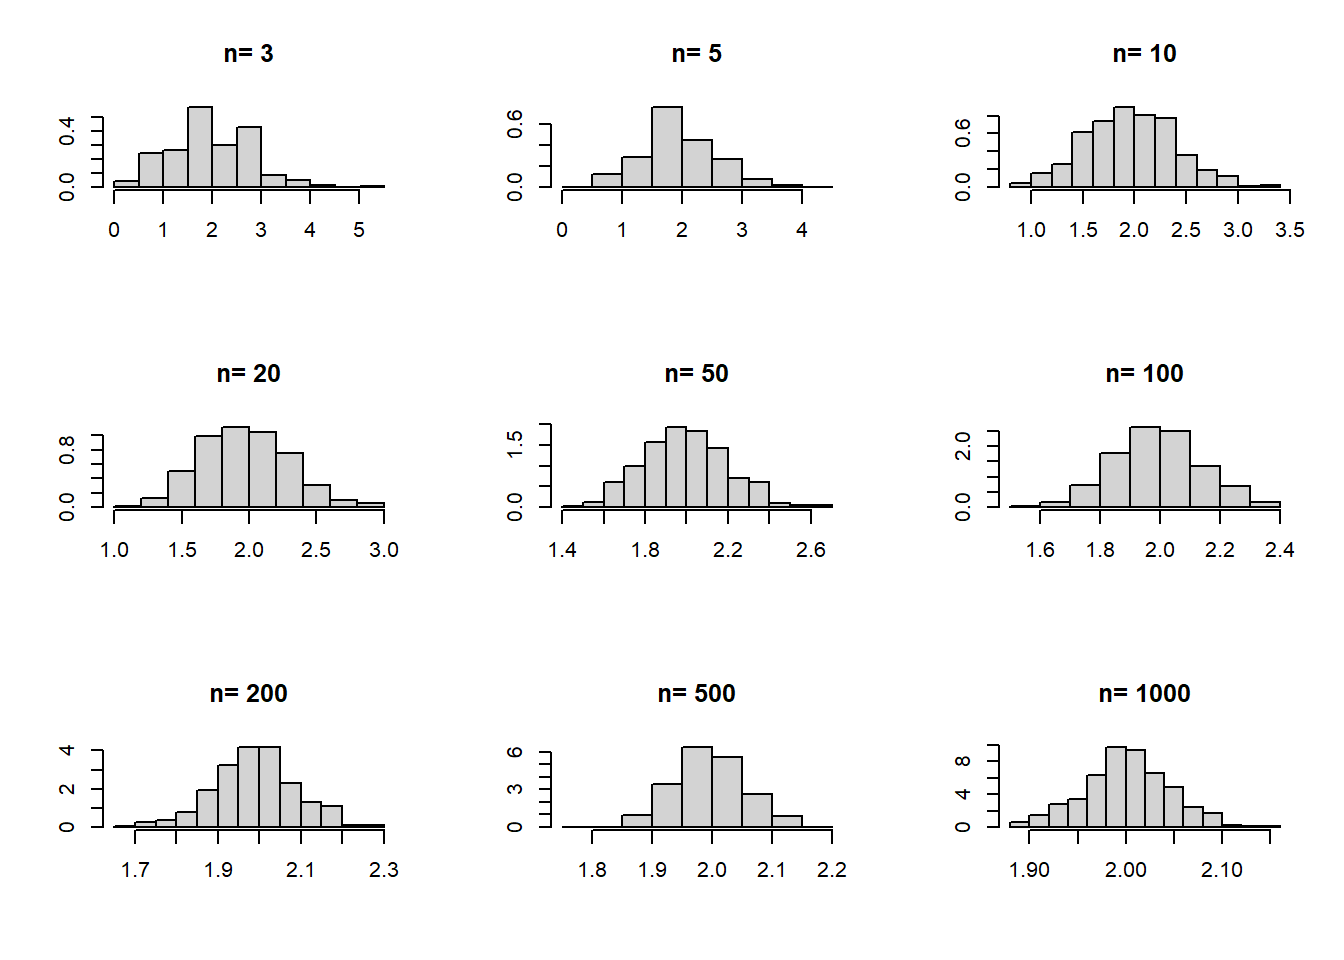 n= 3
0.0 0.4
0 1 2 3 4 5
n= 5
0.0 0.6
0 1 2 3 4
n= 10
0.0 0.6
1.0 1.5 2.0 2.5 3.0 3.5
n= 20
0.0 0.8
1.0 1.5 2.0 2.5 3.0
n= 50
0.0 1.5
1.4 1.8 2.2 2.6
n= 100
0.0 2.0
1.6 1.8 2.0 2.2 2.4
n= 200
0 2 4
1.7 1.9 2.1 2.3
n= 500
0 3 6
1.8 1.9 2.0 2.1 2.2
n= 1000
0 4 8
1.90 2.00 2.10